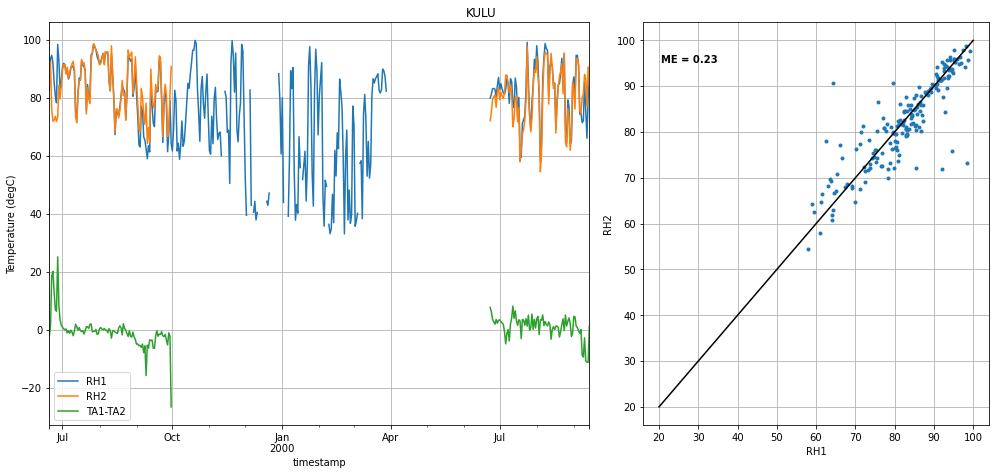 KULU
Temperature (degC)
100
80
60
40
20
0
−20
RH1
RH2
TA1-TA2
Jul
Oct
Jan
2000
Apr
Jul
timestamp
ME = 0.23
RH2
100
90
80
70
60
50
40
30
20
20 30 40 50 60 70 80 90 100
RH1